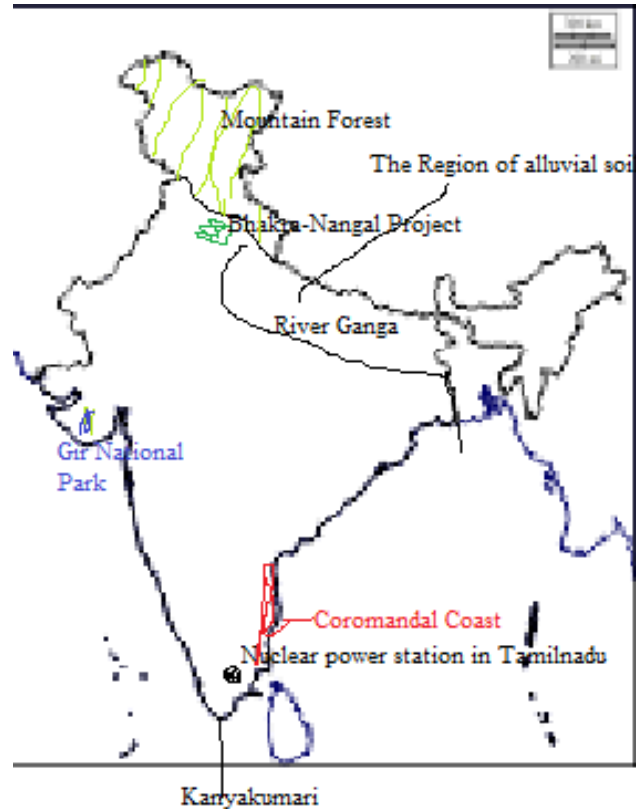 Mountain Forest
The Region of alluvial soi
Bhakra-Nangal Project
River Ganga
Gir National
Park
Coromandal Coast
Nuclear power station in Tamilnadu
Kanyakumari